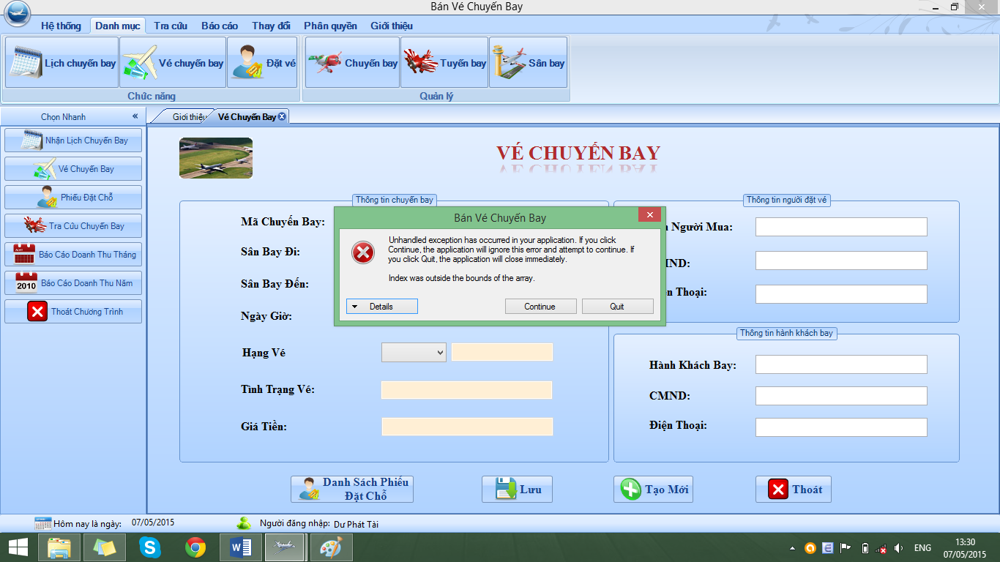 Bán Vé Chuyến Bay
Hệ thống Danh mục Tra cứu Báo cáo Thay đổi Phân quyền Giới thiệu
Lịch chuyến bay Vé chuyến bay Đặt vé Chuyến bay Tuyến bay Sân bay
Chức năng Quản lý
Chọn Nhanh «
Giới thiệu Vé Chuyến Bay
Nhận Lịch Chuyến Bay
Vé Chuyến Bay
Phiếu Đặt Chỗ
Tra Cứu Chuyến Bay
Báo Cáo Doanh Thu Tháng
2010 Báo Cáo Doanh Thu Năm
Thoát Chương Trình
VÉ CHUYẾN BAY
Thông tin chuyến bay
Mã Chuyến Bay:
Sân Bay Đi:
Sân Bay Đến:
Ngày Giờ:
Hạng Vé
Tình Trạng Vé:
Giá Tiền:
Bán Vé Chuyến Bay
Unhandled exception has occurred in your application. If you click
Continue, the application will ignore this error and attempt to continue. If
you click Quit, the application will close immediately.
Index was outside the bounds of the array.
Details Continue Quit
Thông tin người đặt vé
Người Mua:
Thoại:
Thông tin hành khách bay
Hành Khách Bay:
CMND:
Điện Thoại:
Danh Sách Phiếu
Đặt Chỗ
Lưu
Tạo Mới
Thoát
Hôm nay là ngày: 07/05/2015 Người đăng nhập: Dư Phát Tài
ENG
13:30
07/05/2015